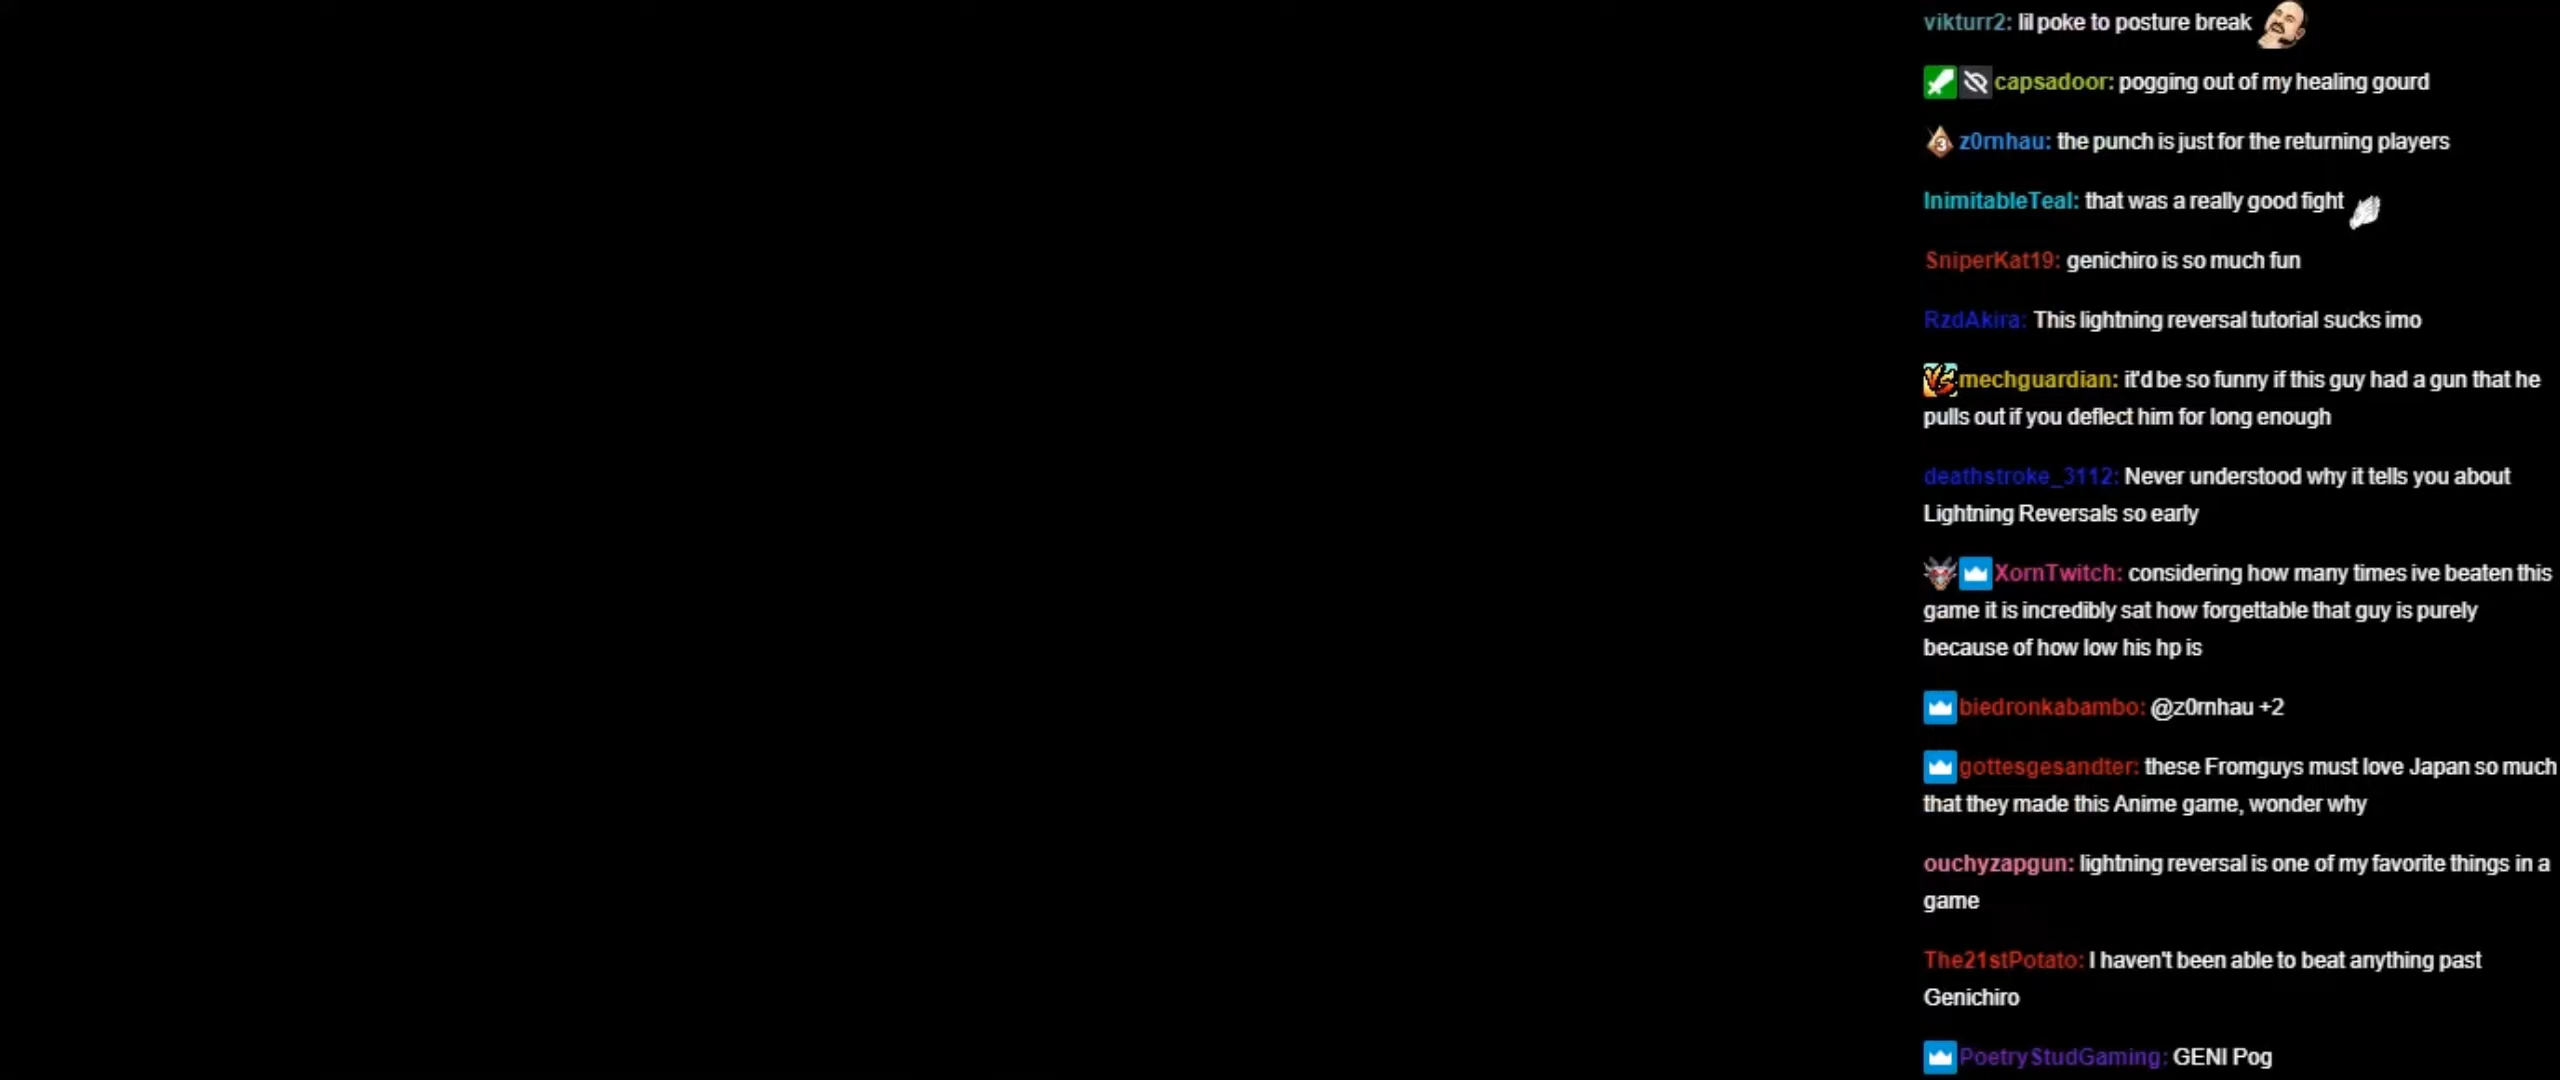 vikturr2: lil poke to posture break
capsadoor: pogging out of my healing gourd
z0rnhau: the punch is just for the returning players
InimitableTeal: that was a really good fight
SniperKat19: genichiro is so much fun
RzdAkira: This lightning reversal tutorial sucks imo
mechguardian: it'd be so funny if this guy had a gun that he
pulls out if you deflect him for long enough
deathstroke_3112: Never understood why it tells you about
Lightning Reversals so early
XornTwitch: considering how many times ive beaten this
game it is incredibly sat how forgettable that guy is purely
because of how low his hp is
biedronkabambo: @z0rnhau +2
gottesgesandter: these Fromguys must love Japan so much
that they made this Anime game, wonder why
ouchyzapgun: lightning reversal is one of my favorite things in a
game
The21stPotato: I haven't been able to beat anything past
Genichiro
PoetryStudGaming: GENI Pog